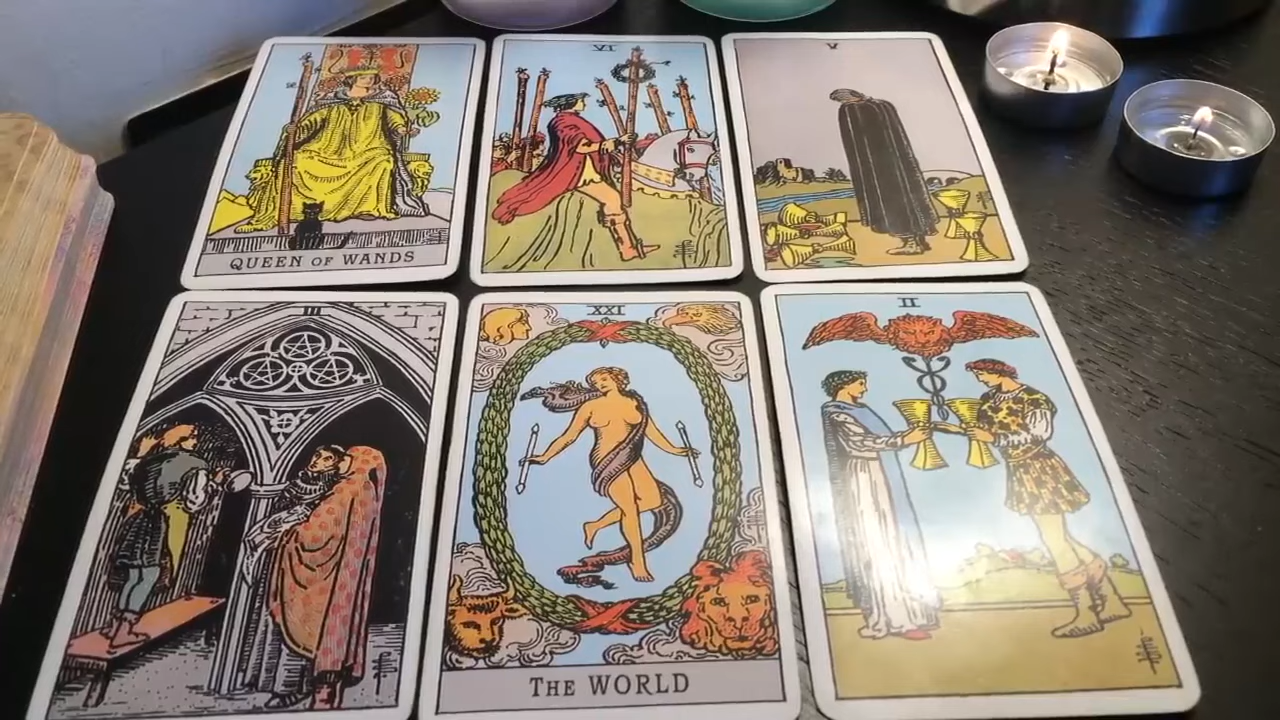 QUEEN OF WANDS
VI
V
III
XXI
THE WORLD
II